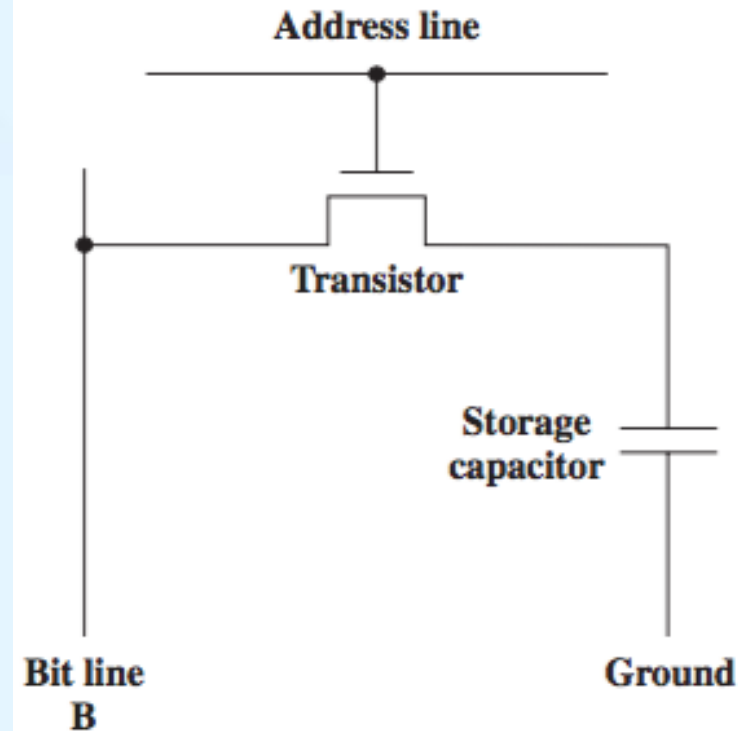 Address line
Transistor
Storage
capacitor
Bit line
B
Ground